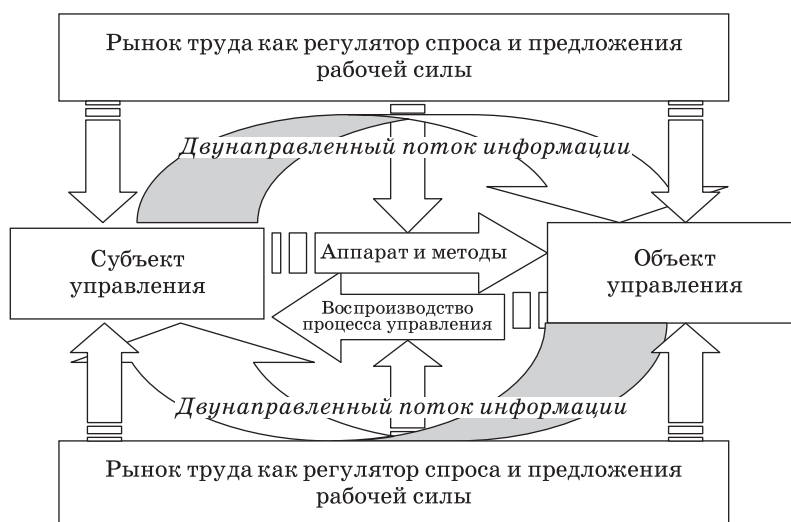 Рынок труда как регулятор спроса и предложения
рабочей силы
Двунаправленный поток информации
Субъект
управления
Аппарат и методы
Объект
управления
Воспроизводство
процесса управления
Двунаправленный поток информации
Рынок труда как регулятор спроса и предложения
рабочей силы